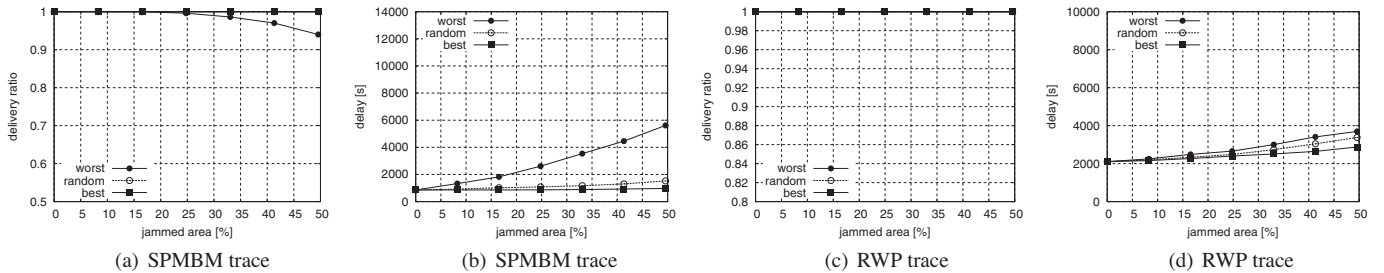 delivery ratio
1
0.9
0.8
0.7
0.6
0.5
worst
random
best
0 5 10 15 20 25 30 35 40 45 50
jammed area [%]
(a) SPMBM trace
delay [s]
14000
12000
10000
8000
6000
4000
2000
0
worst
random
best
0 5 10 15 20 25 30 35 40 45 50
jammed area [%]
(b) SPMBM trace
delivery ratio
1
0.98
0.96
0.94
0.92
0.9
0.88
0.86
0.84
0.82
0.8
worst
random
best
0 5 10 15 20 25 30 35 40 45 50
jammed area [%]
(c) RWP trace
delay [s]
10000
8000
6000
4000
2000
0
worst
random
best
0 5 10 15 20 25 30 35 40 45 50
jammed area [%]
(d) RWP trace